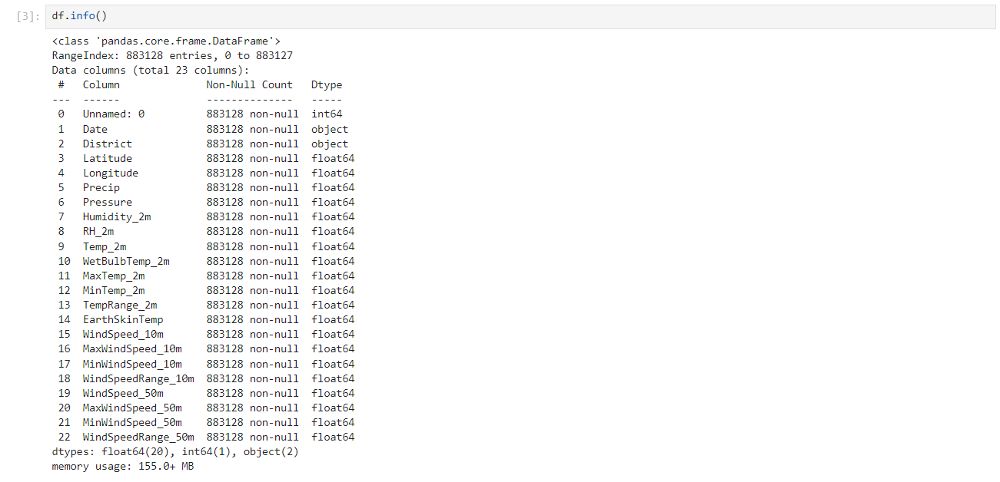 [3]: df.info()
<class 'pandas.core.frame.DataFrame'>
RangeIndex: 883128 entries, 0 to 883127
Data columns (total 23 columns):
 #   Column              Non-Null Count   Dtype
---  ------              --------------   -----
 0   Unnamed: 0          883128 non-null  int64
 1   Date                883128 non-null  object
 2   District            883128 non-null  object
 3   Latitude            883128 non-null  float64
 4   Longitude           883128 non-null  float64
 5   Precip              883128 non-null  float64
 6   Pressure            883128 non-null  float64
 7   Humidity_2m         883128 non-null  float64
 8   RH_2m               883128 non-null  float64
 9   Temp_2m             883128 non-null  float64
 10  WetBulbTemp_2m      883128 non-null  float64
 11  MaxTemp_2m          883128 non-null  float64
 12  MinTemp_2m          883128 non-null  float64
 13  TempRange_2m        883128 non-null  float64
 14  EarthSkinTemp       883128 non-null  float64
 15  WindSpeed_10m       883128 non-null  float64
 16  MaxWindSpeed_10m    883128 non-null  float64
 17  MinWindSpeed_10m    883128 non-null  float64
 18  WindSpeedRange_10m  883128 non-null  float64
 19  WindSpeed_50m       883128 non-null  float64
 20  MaxWindSpeed_50m    883128 non-null  float64
 21  MinWindSpeed_50m    883128 non-null  float64
 22  WindSpeedRange_50m  883128 non-null  float64
dtypes: float64(20), int64(1), object(2)
memory usage: 155.0+ MB